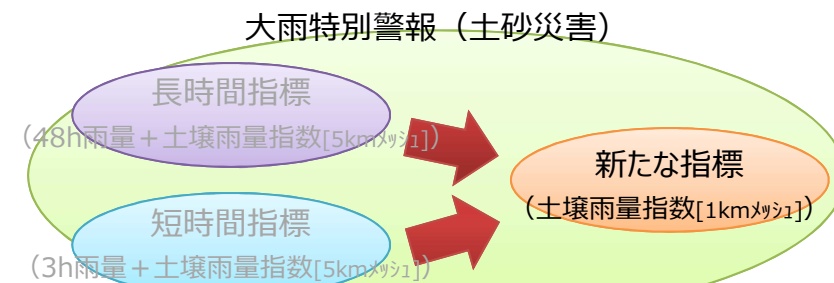 大雨特別警報（土砂災害）
長時間指標
（48h雨量＋土壌雨量指数[5kmﾒｯｼｭ]）
新たな指標
（土壌雨量指数[1kmﾒｯｼｭ]）
短時間指標
（3h雨量＋土壌雨量指数[5kmﾒｯｼｭ]）